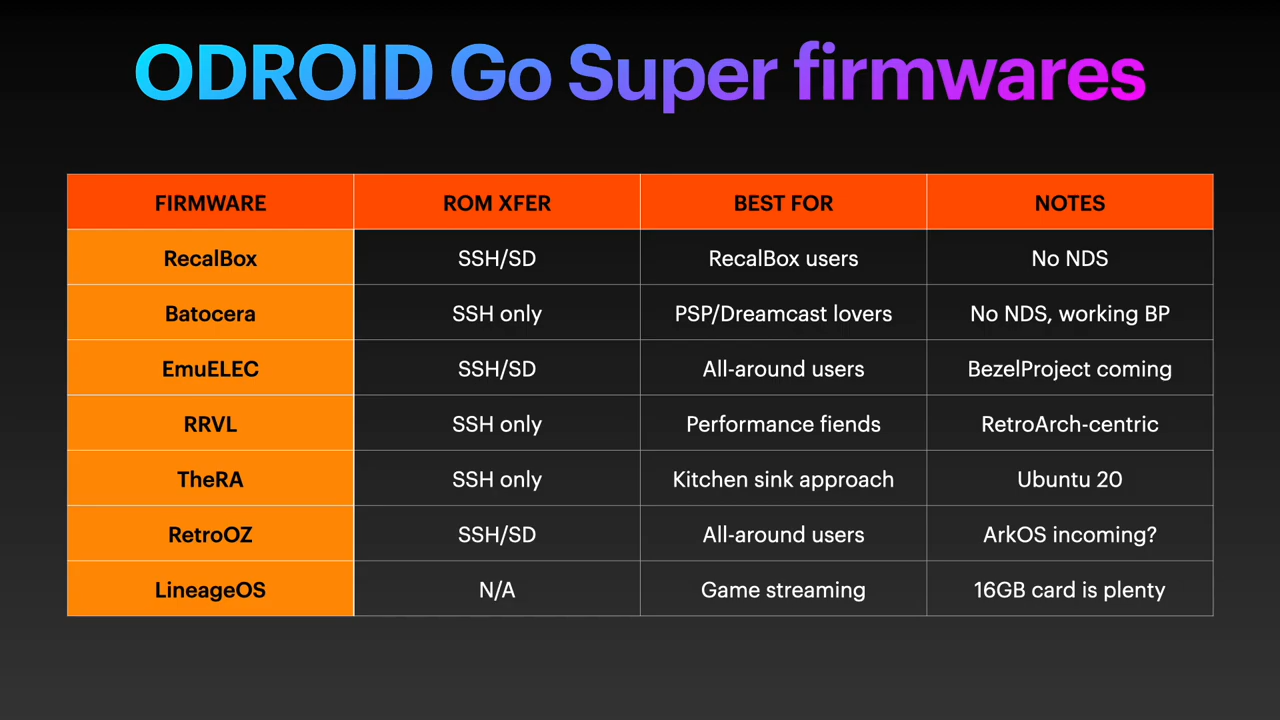 ODROID Go Super firmwares
FIRMWARE ROM XFER BEST FOR NOTES
RecalBox SSH/SD RecalBox users No NDS
Batocera SSH only PSP/Dreamcast lovers No NDS, working BP
EmuELEC SSH/SD All-around users BezelProject coming
RRVL SSH only Performance fiends RetroArch-centric
TheRA SSH only Kitchen sink approach Ubuntu 20
RetroOZ SSH/SD All-around users ArkOS incoming?
LineageOS N/A Game streaming 16GB card is plenty